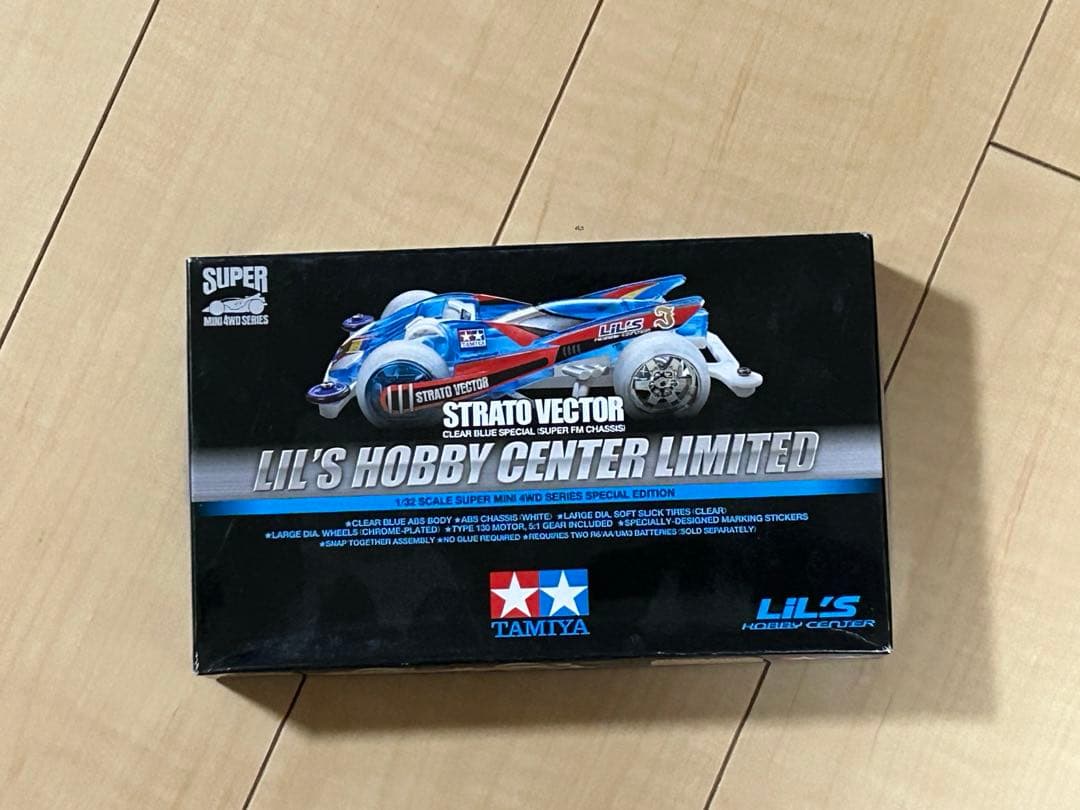 SUPER
MINI 4WD SERIES
TAMIYA
LIL'S
HOBBY CENTER
J
STRATO VECTOR
STRATO VECTOR
CLEAR BLUE SPECIAL (SUPER FM CHASSIS)
LIL'S HOBBY CENTER LIMITED
1/32 SCALE SUPER MINI 4WD SERIES SPECIAL EDITION
★CLEAR BLUE ABS BODY ★ABS CHASSIS (WHITE) ★LARGE DIA. SOFT SLICK TIRES (CLEAR)
★LARGE DIA. WHEELS (CHROME-PLATED) ★TYPE 130 MOTOR, 5:1 GEAR INCLUDED ★SPECIALLY-DESIGNED MARKING STICKERS
★SNAP TOGETHER ASSEMBLY ★NO GLUE REQUIRED ★REQUIRES TWO R6/AA/UM3 BATTERIES (SOLD SEPARATELY)
TAMIYA
LiL'S
HOBBY CENTER